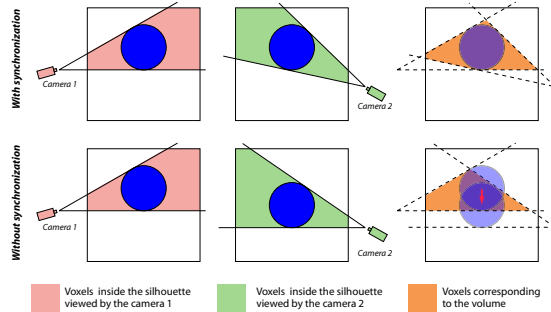 With synchronization
Camera 1
Camera 2
Without synchronization
Camera 1
Camera 2
Voxels inside the silhouette
viewed by the camera 1
Voxels inside the silhouette
viewed by the camera 2
Voxels corresponding
to the volume